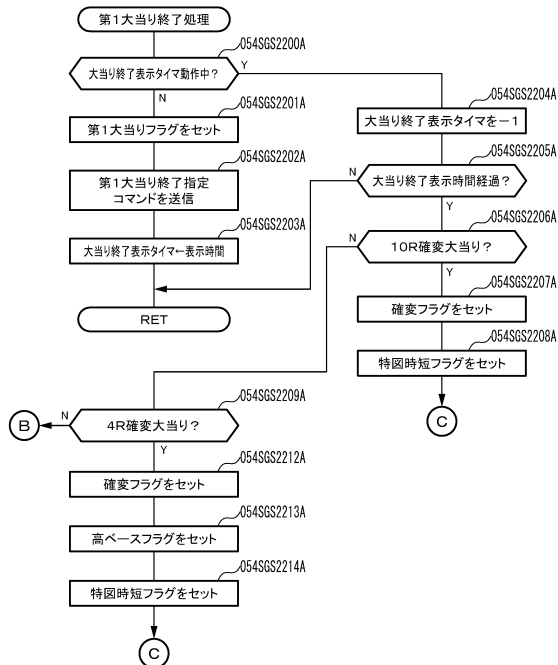 第1大当り終了処理
054SGS2200A
大当り終了表示タイマ動作中?
Y
N
054SGS2201A
第1大当りフラグをセット
054SGS2202A
第1大当り終了指定
コマンドを送信
054SGS2203A
大当り終了表示タイマ←表示時間
RET
054SGS2204A
大当り終了表示タイマを-1
054SGS2205A
N
大当り終了表示時間経過?
Y
054SGS2206A
N
10R確変大当り?
Y
054SGS2207A
確変フラグをセット
054SGS2208A
特図時短フラグをセット
C
054SGS2209A
B
N
4R確変大当り?
Y
054SGS2212A
確変フラグをセット
054SGS2213A
高ベースフラグをセット
054SGS2214A
特図時短フラグをセット
C